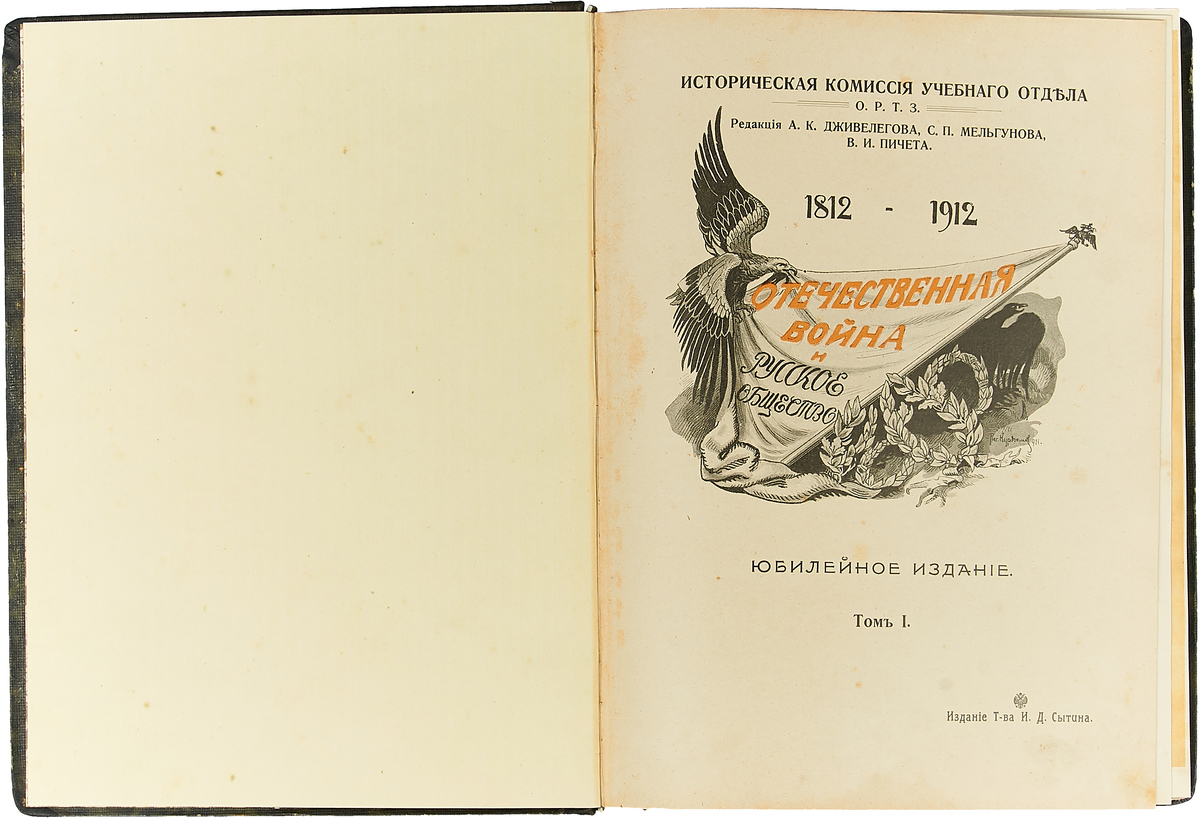 ИСТОРИЧЕСКАЯ КОМИССІЯ УЧЕБНАГО ОТДѢЛА
О. Р. Т. З.
Редакція А. К. ДЖИВЕЛЕГОВА, С. П. МЕЛЬГУНОВА,
В. И. ПИЧЕТА.
1812 - 1912
ОТЕЧЕСТВЕННАЯ
ВОЙНА
И
РУССКОЕ
ОБЩЕСТВО
ЮБИЛЕЙНОЕ ИЗДАНІЕ.
Томъ I.
Изданіе Т-ва И. Д. Сытина.